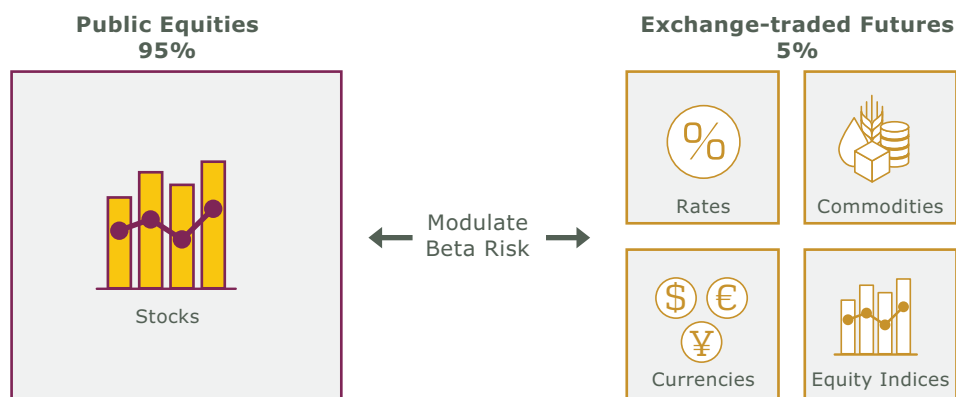 Public Equities
95%
Stocks
Modulate
Beta Risk
Exchange-traded Futures
5%
%
Rates
Commodities
$ € ¥
Currencies
Equity Indices